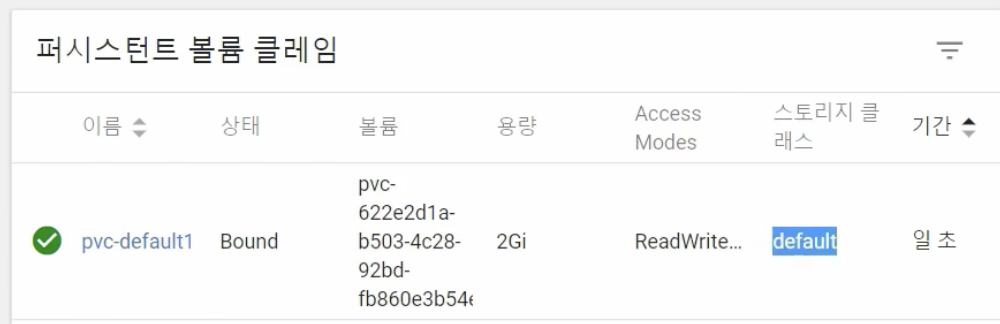 퍼시스턴트 볼륨 클레임
이름 상태 볼륨 용량 Access Modes 스토리지 클래스 기간
pvc-default1 Bound pvc-622e2d1a-b503-4c28-92bd-fb860e3b54e 2Gi ReadWrite... default 일 초